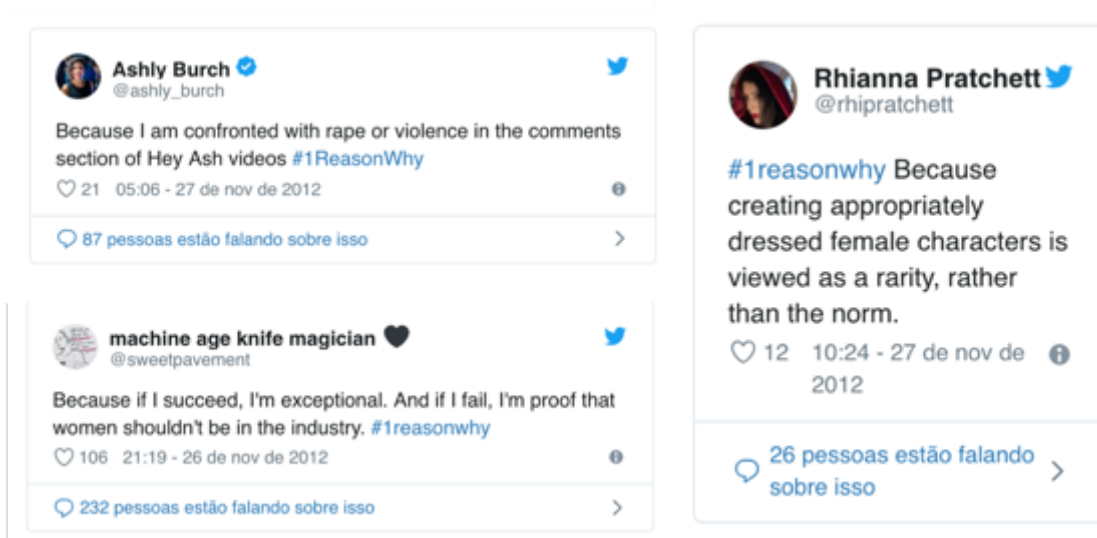 Ashly Burch
@ashly_burch
Because I am confronted with rape or violence in the comments
section of Hey Ash videos #1ReasonWhy
21 05:06 - 27 de nov de 2012
87 pessoas estão falando sobre isso
machine age knife magician 🖤
@sweetpavement
Because if I succeed, I'm exceptional. And if I fail, I'm proof that
women shouldn't be in the industry. #1reasonwhy
106 21:19 - 26 de nov de 2012
232 pessoas estão falando sobre isso
Rhianna Pratchett
@rhipratchett
#1reasonwhy Because
creating appropriately
dressed female characters is
viewed as a rarity, rather
than the norm.
12 10:24 - 27 de nov de
2012
26 pessoas estão falando
sobre isso